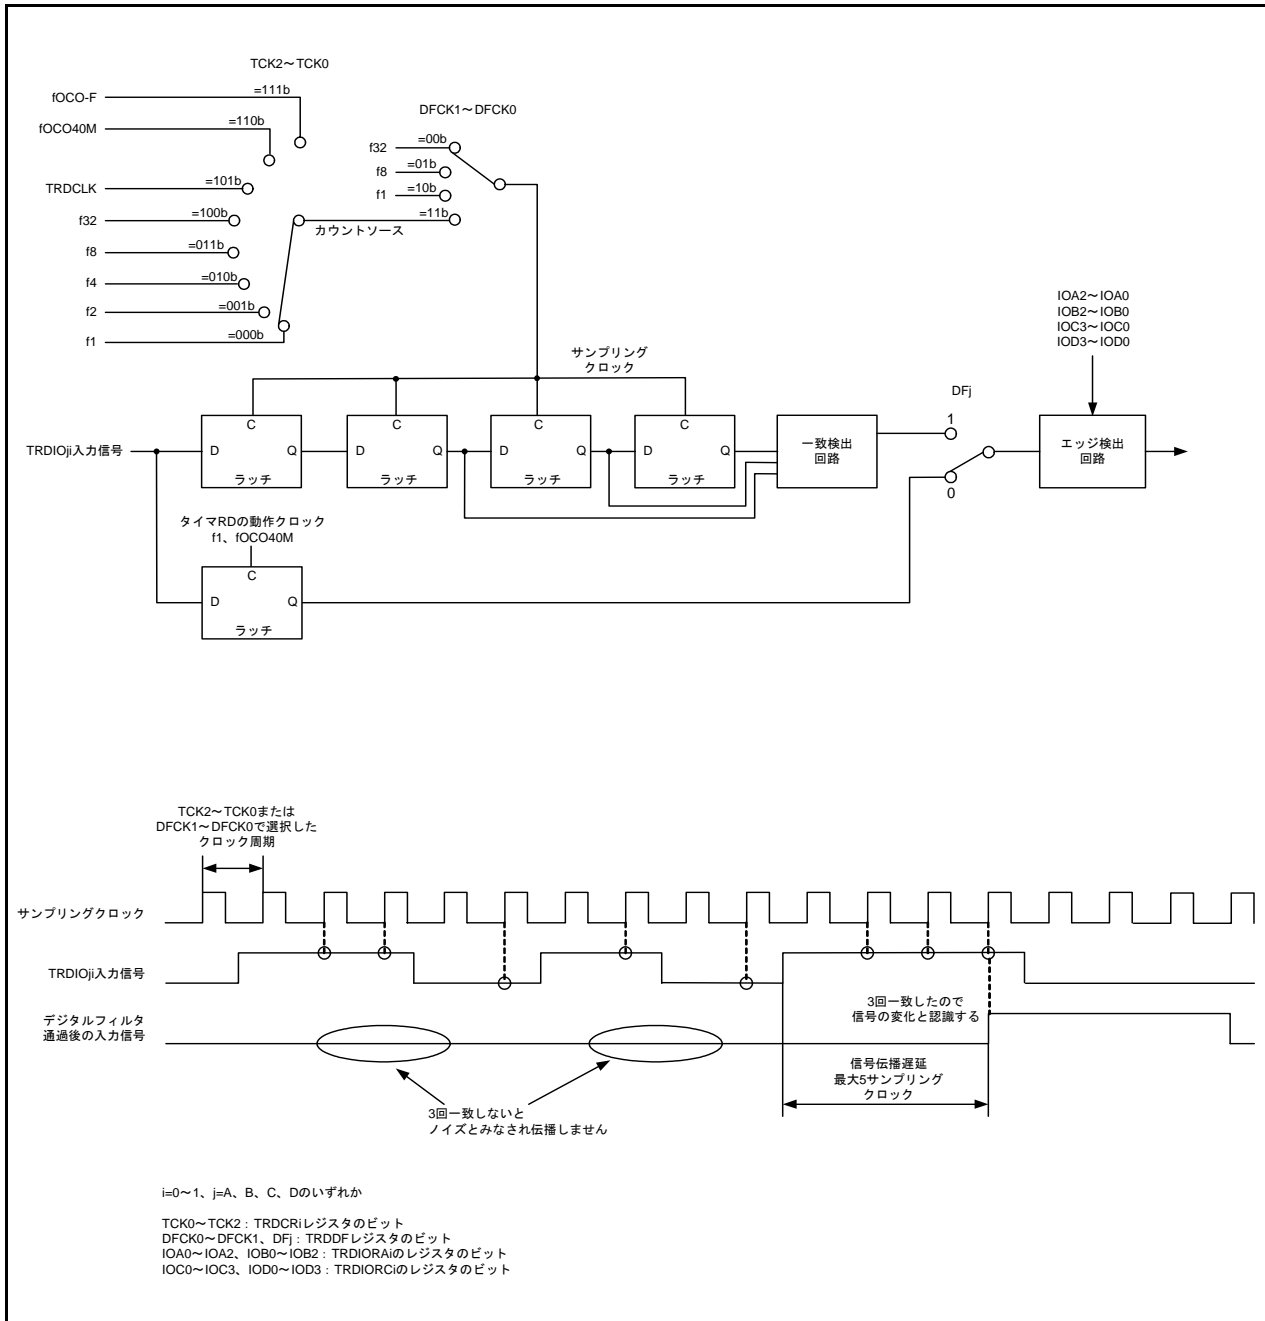 TCK2～TCK0
fOCO-F
=111b
fOCO40M
=110b
TRDCLK
=101b
f32
=100b
f8
=011b
f4
=010b
f2
=001b
f1
=000b
カウントソース
DFCK1～DFCK0
f32
=00b
f8
=01b
f1
=10b
=11b
サンプリング
クロック
IOA2～IOA0
IOB2～IOB0
IOC3～IOC0
IOD3～IOD0
TRDIOji入力信号
C
D
Q
ラッチ
C
D
Q
ラッチ
C
D
Q
ラッチ
C
D
Q
ラッチ
一致検出
回路
DFj
1
0
エッジ検出
回路
タイマRDの動作クロック
f1、fOCO40M
C
D
Q
ラッチ
TCK2～TCK0または
DFCK1～DFCK0で選択した
クロック周期
サンプリングクロック
TRDIOji入力信号
3回一致したので
信号の変化と認識する
デジタルフィルタ
通過後の入力信号
信号伝播遅延
最大5サンプリング
クロック
3回一致しないと
ノイズとみなされ伝播しません
i=0～1、j=A、B、C、Dのいずれか
TCK0～TCK2：TRDCRiレジスタのビット
DFCK0～DFCK1、DFj：TRDDFレジスタのビット
IOA0～IOA2、IOB0～IOB2：TRDIORAiのレジスタのビット
IOC0～IOC3、IOD0～IOD3：TRDIORCiのレジスタのビット